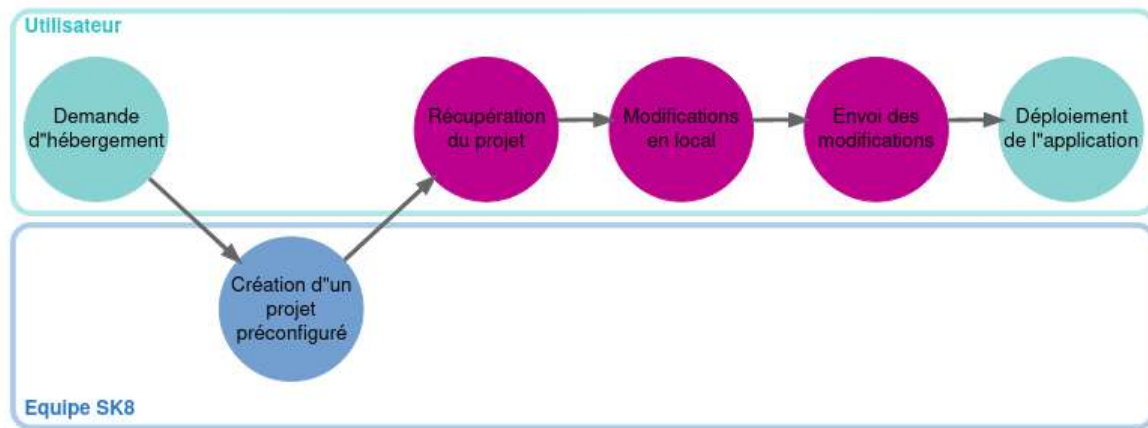 Utilisateur
Demande
d"hébergement
Récupération
du projet
Modifications
en local
Envoi des
modifications
Déploiement
de l"application
Création d"un
projet
préconfiguré
Equipe SK8